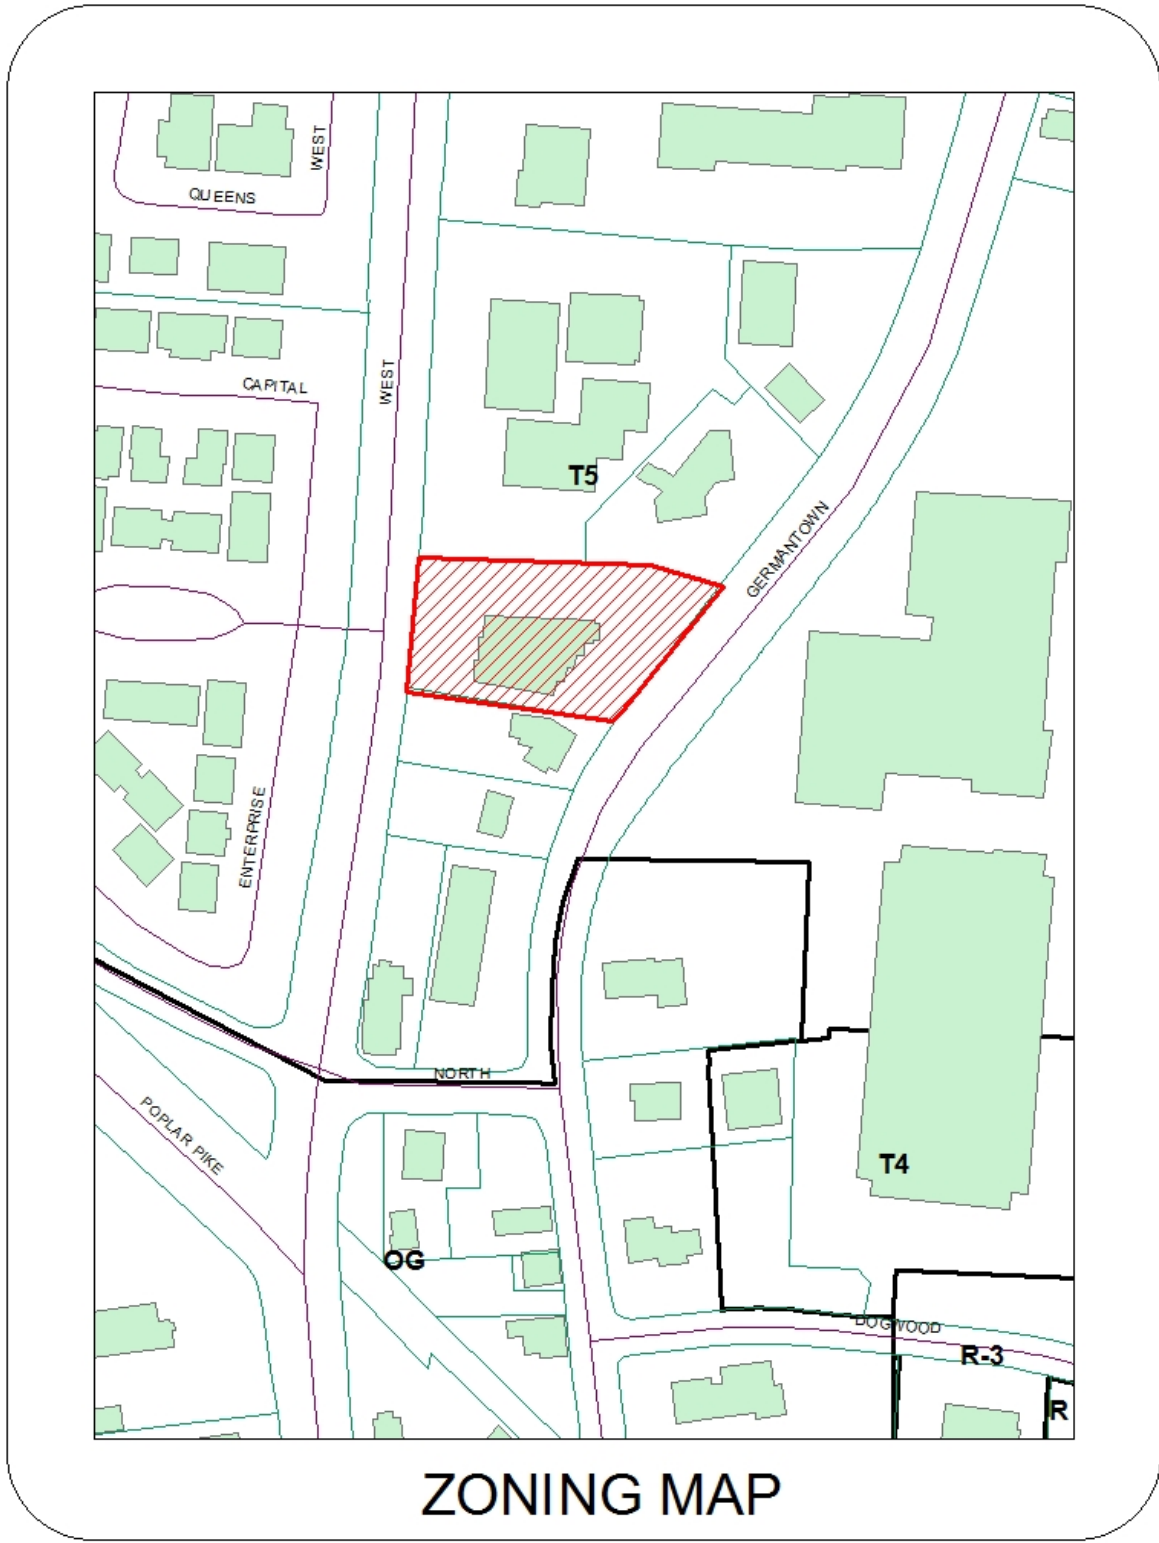 WEST
QUEENS
WEST
CAPITAL
T5
GERMANTOWN
ENTERPRISE
NORTH
POPLAR PIKE
T4
OG
DOGWOOD
R-3
R
ZONING MAP